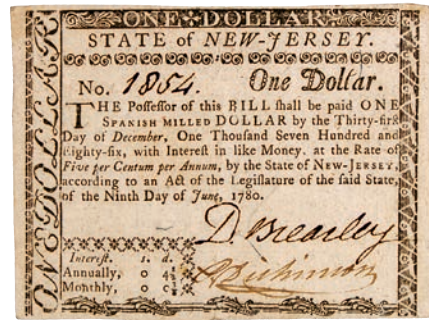 ONE DOLLAR
STATE of NEW-JERSEY.
ONE DOLLAR
No. 1854. One Dollar.
THE Poſſeſſor of this BILL ſhall be paid ONE
SPANISH MILLED DOLLAR by the Thirty-firſt
Day of December, One Thouſand Seven Hundred and
Eighty-ſix, with Intereſt in like Money, at the Rate of
Five per Centum per Annum, by the State of NEW-JERSEY,
according to an Act of the Legiſlature of the ſaid State,
of the Ninth Day of June, 1780.
D. Brearley
Intereſt. s. d.
Annually, 0 4½
Monthly, 0 0
P Dickinson